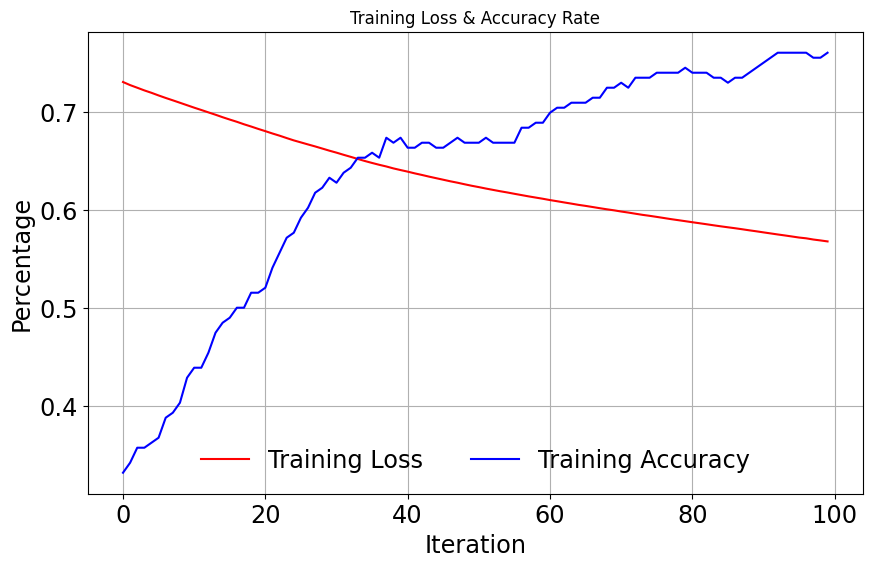 Training Loss & Accuracy Rate
0.7
0.6
0.5
0.4
Percentage
Training Loss
Training Accuracy
0 20 40 60 80 100
Iteration